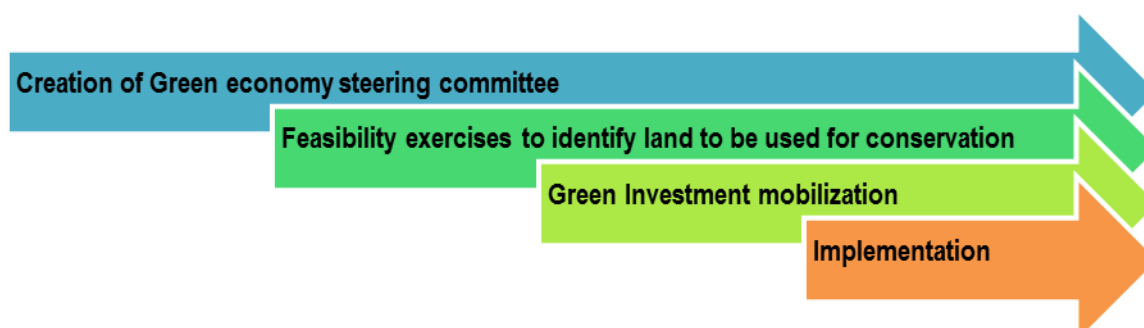 Creation of Green economy steering committee
Feasibility exercises to identify land to be used for conservation
Green Investment mobilization
Implementation